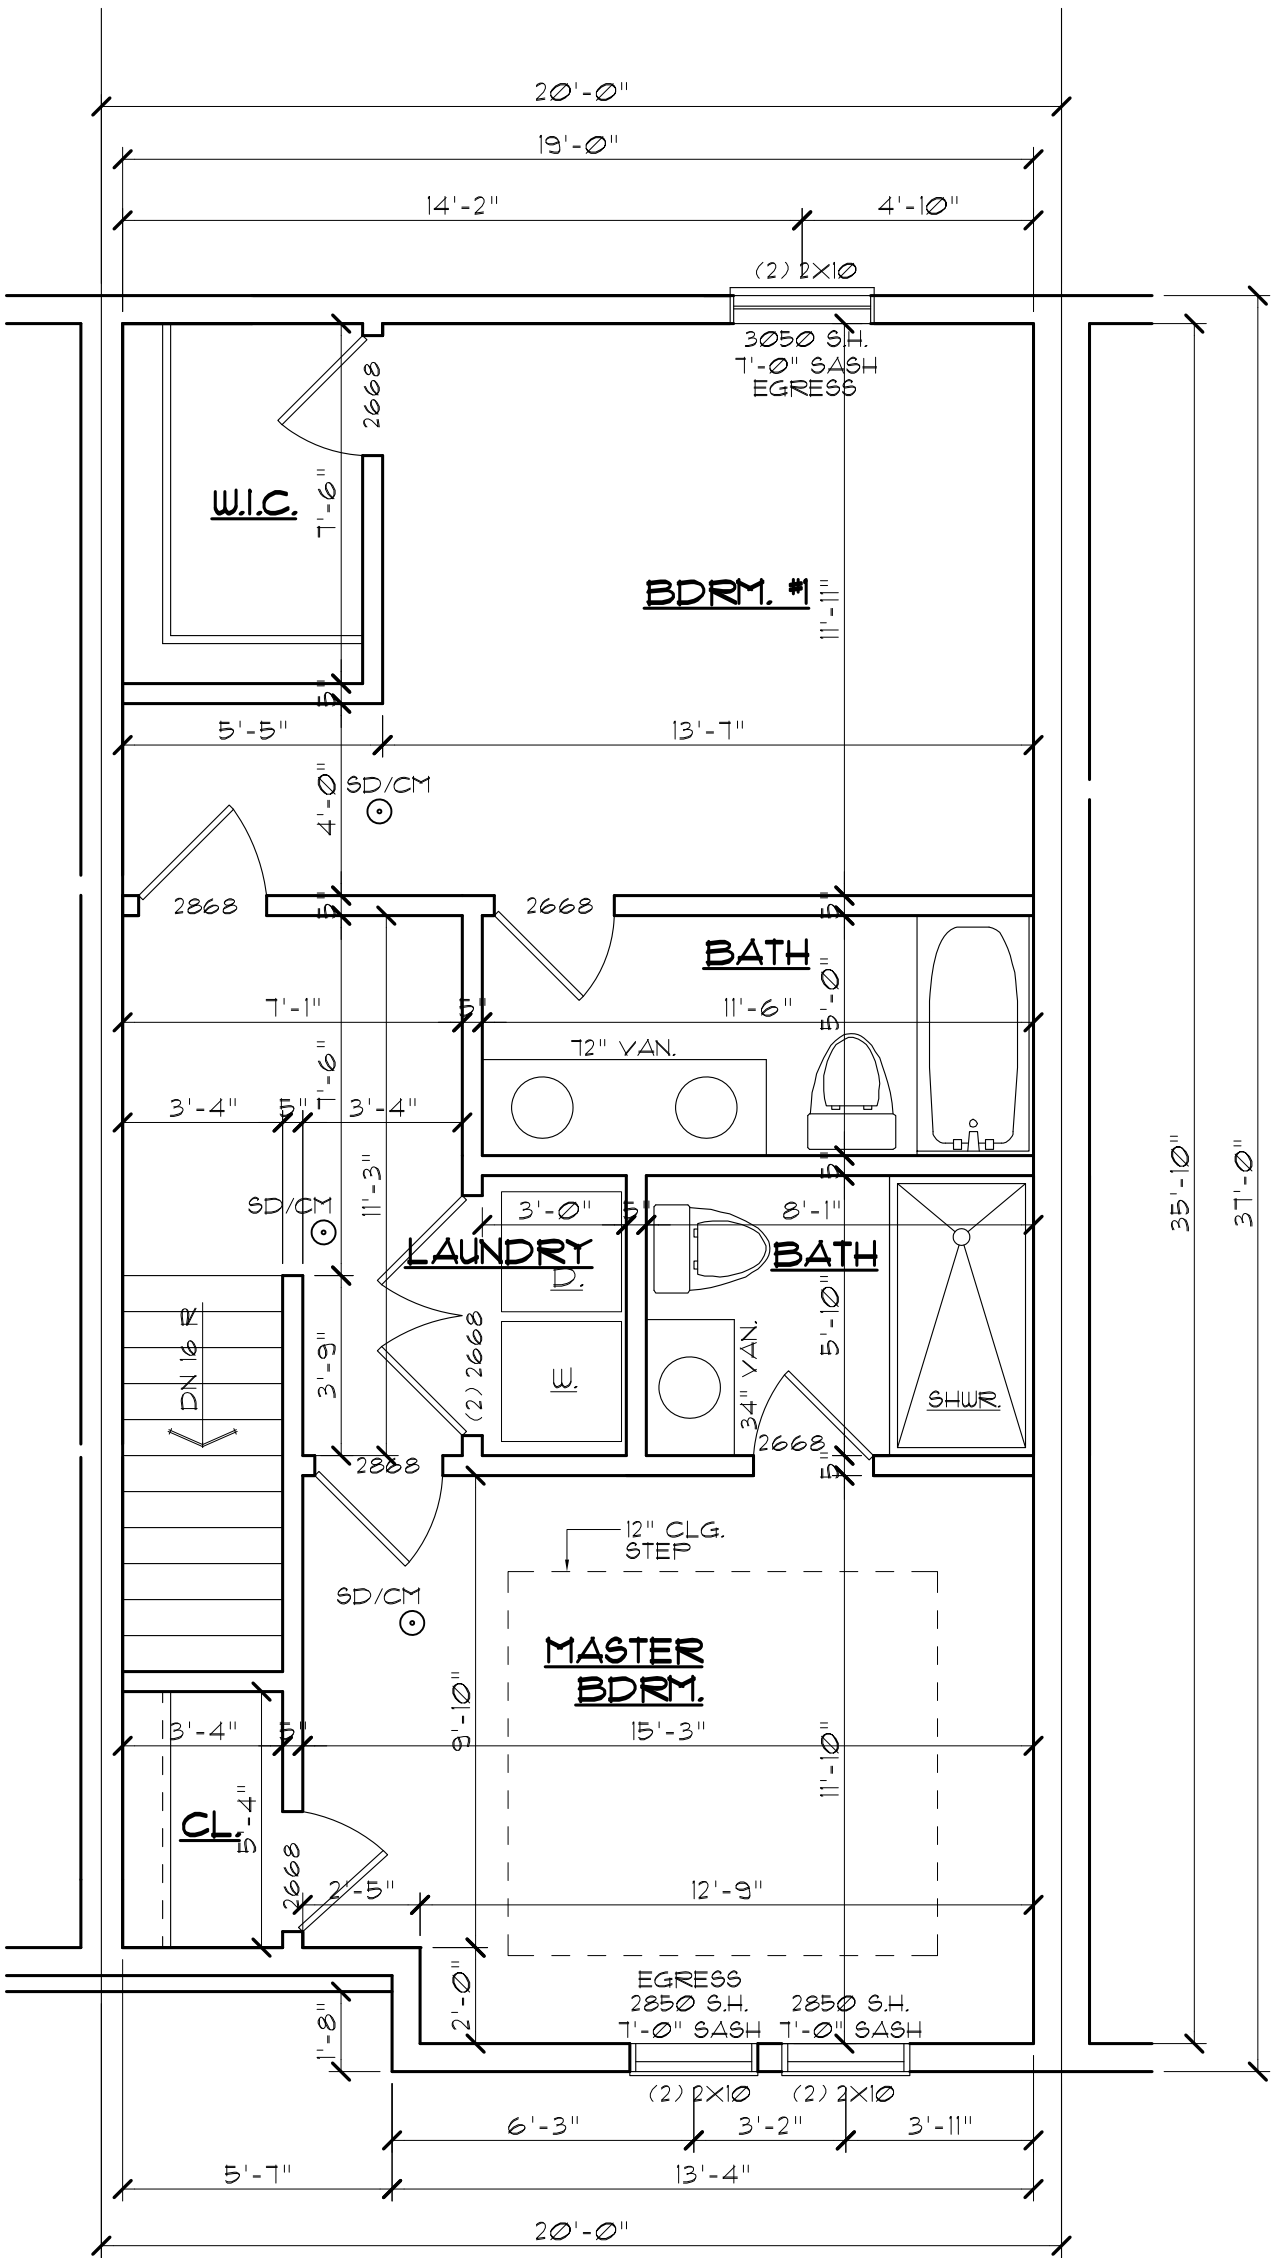 20'-0"
19'-0"
14'-2"
4'-10"
(2) 2X10
3050 S.H.
7'-0" SASH
EGRESS
2668
W.I.C.
7'-6"
BDRM. #1
11'-11"
5"
5'-5"
13'-7"
4'-0"
SD/CM
2868
5"
2668
5"
BATH
7'-1"
5"
11'-6"
5'-0"
72" VAN.
7'-6"
3'-4"
5"
3'-4"
11'-3"
5"
35'-10"
37'-0"
SD/CM
3'-0"
5"
8'-1"
LAUNDRY
BATH
D.
DN 16 R
3'-9"
(2) 2668
5'-10"
W.
34" VAN.
SHWR.
2868
2668
5"
12" CLG.
STEP
SD/CM
MASTER
BDRM.
9'-10"
3'-4"
5"
15'-3"
11'-10"
CL.
5'-4"
2668
2'-5"
12'-9"
EGRESS
2850 S.H.
2850 S.H.
7'-0" SASH
7'-0" SASH
2'-0"
1'-8"
(2) 2X10
(2) 2X10
6'-3"
3'-2"
3'-11"
5'-7"
13'-4"
20'-0"